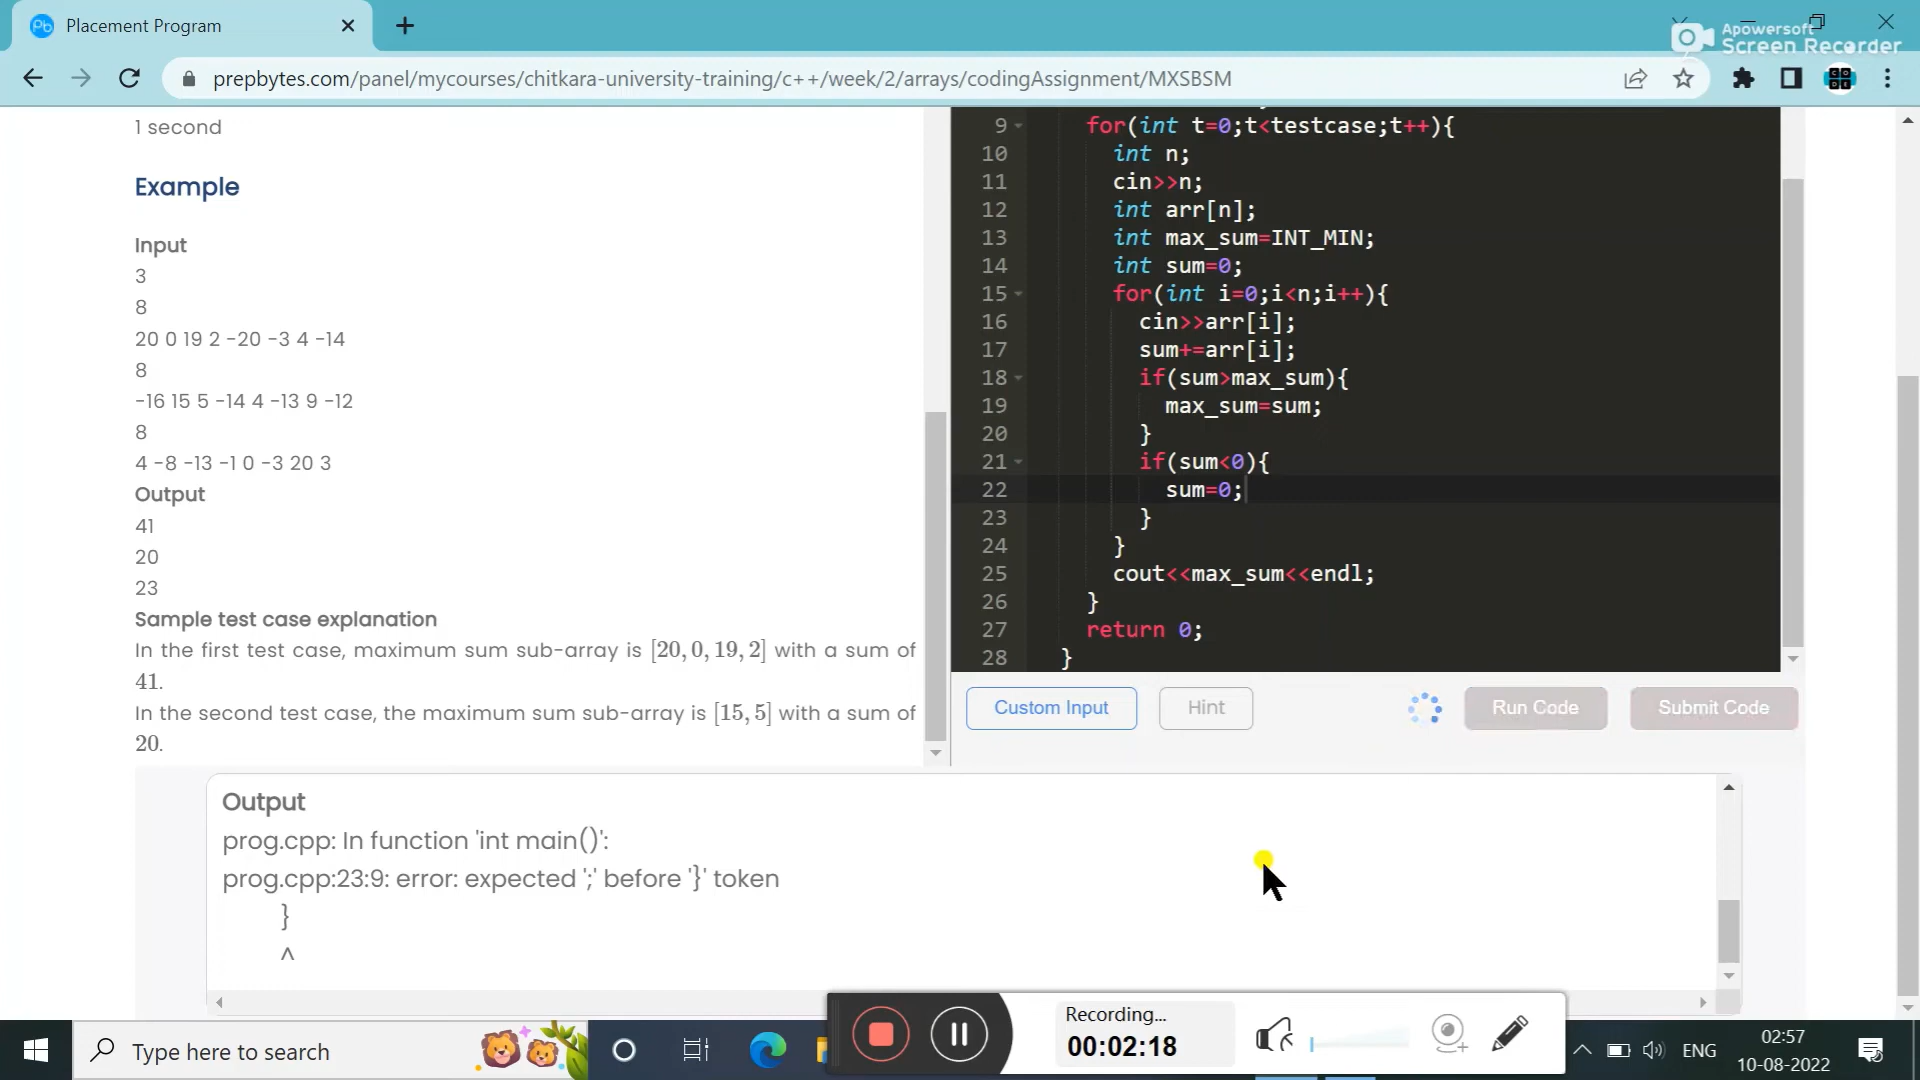 Placement Program
Apowersoft
Screen Recorder
prepbytes.com/panel/mycourses/chitkara-university-training/c++/week/2/arrays/codingAssignment/MXSBSM
1 second
Example
Input
3
8
20 0 19 2 -20 -3 4 -14
8
-16 15 5 -14 4 -13 9 -12
8
4 -8 -13 -1 0 -3 20 3
Output
41
20
23
Sample test case explanation
In the first test case, maximum sum sub-array is [20, 0, 19, 2] with a sum of
41.
In the second test case, the maximum sum sub-array is [15, 5] with a sum of
20.
9 for(int t=0;t<testcase;t++){
10 int n;
11 cin>>n;
12 int arr[n];
13 int max_sum=INT_MIN;
14 int sum=0;
15 for(int i=0;i<n;i++){
16 cin>>arr[i];
17 sum+=arr[i];
18 if(sum>max_sum){
19 max_sum=sum;
20 }
21 if(sum<0){
22 sum=0;
23 }
24 }
25 cout<<max_sum<<endl;
26 }
27 return 0;
28 }
Custom Input
Hint
Run Code
Submit Code
Output
prog.cpp: In function 'int main()':
prog.cpp:23:9: error: expected ';' before '}' token
}
^
Type here to search
Recording...
00:02:18
ENG
02:57
10-08-2022